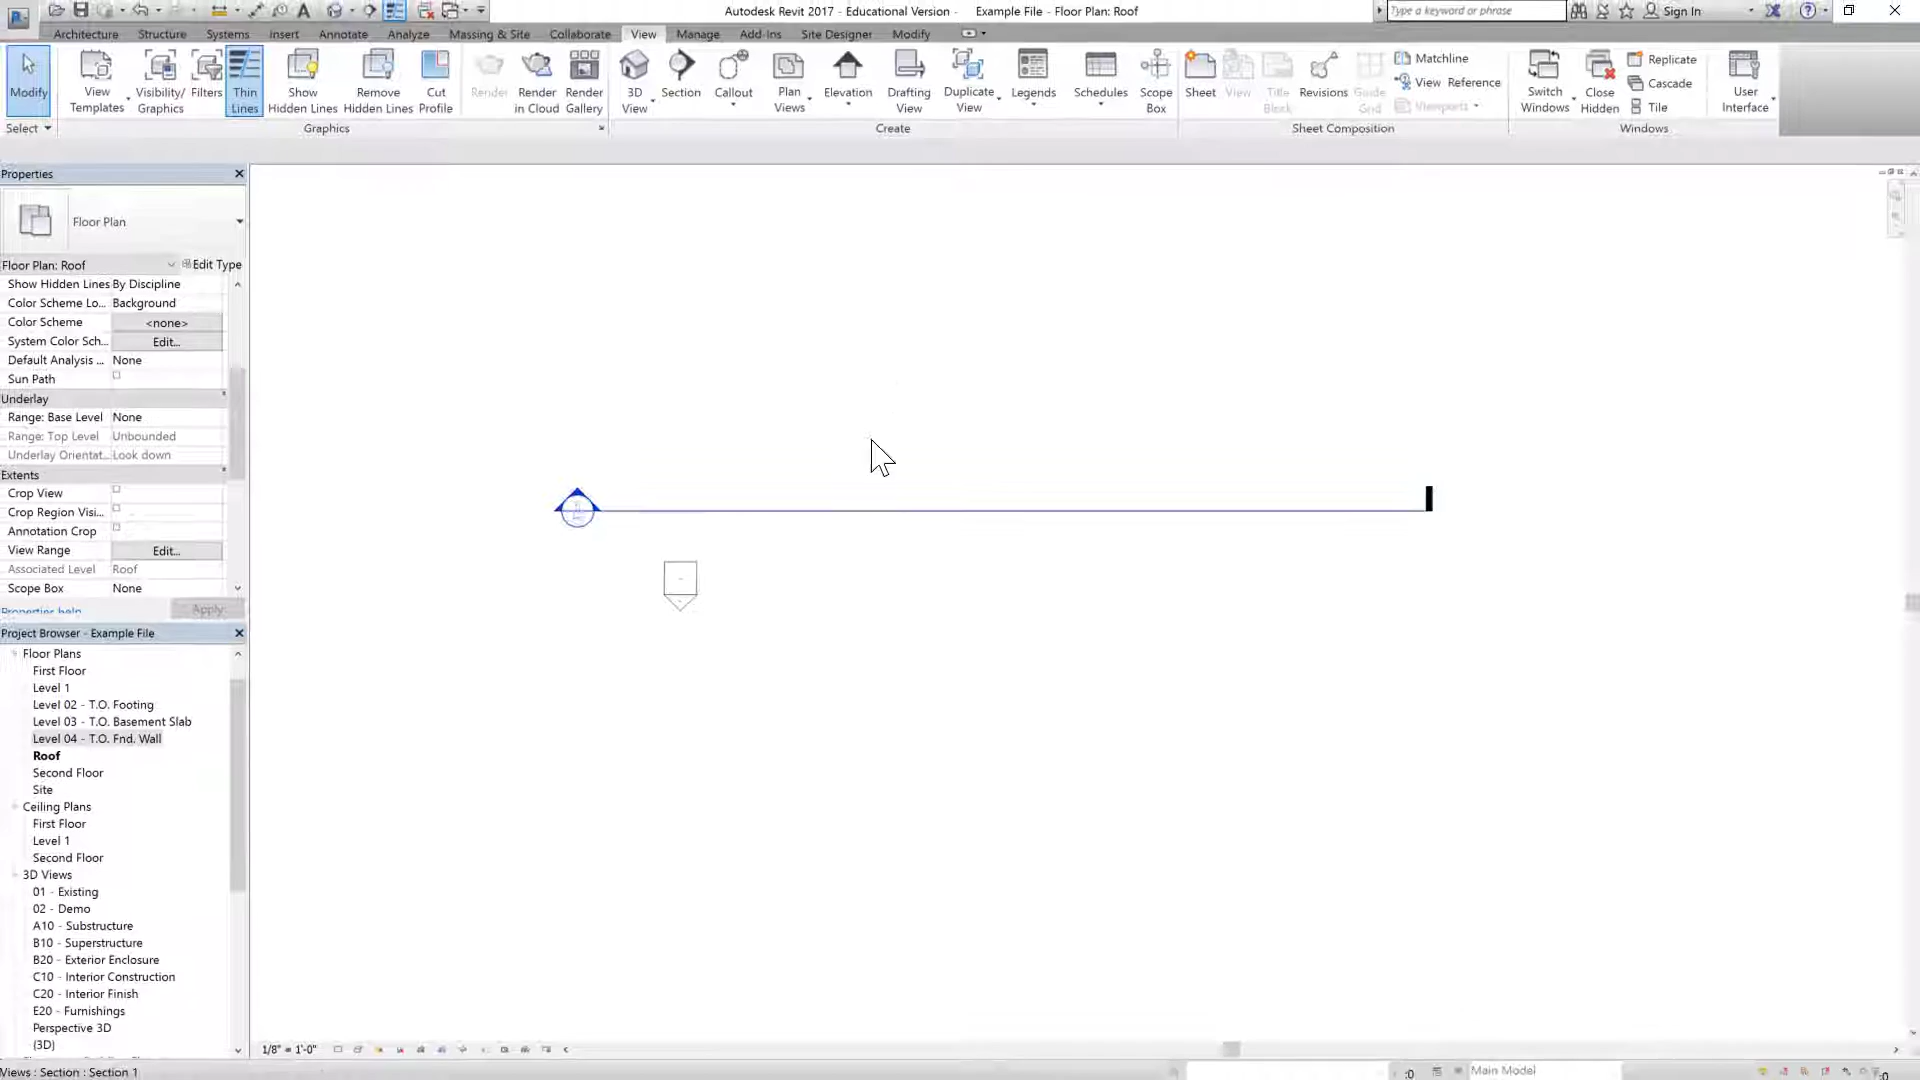 Autodesk Revit 2017 - Educational Version - Example File - Floor Plan: Roof
Type a keyword or phrase
Sign In
Architecture Structure Systems Insert Annotate Analyze Massing & Site Collaborate View Manage Add-Ins Site Designer Modify
Modify
View Templates
Visibility/ Graphics
Filters
Thin Lines
Show Hidden Lines
Remove Hidden Lines
Cut Profile
Render
Render in Cloud
Render Gallery
3D View
Section
Callout
Plan Views
Elevation
Drafting View
Duplicate View
Legends
Schedules
Scope Box
Sheet
View
Title Block
Revisions
Guide Grid
Matchline
View Reference
Viewports
Switch Windows
Close Hidden
Replicate
Cascade
Tile
User Interface
Select
Graphics
Create
Sheet Composition
Windows
Properties
Floor Plan
Floor Plan: Roof
Edit Type
Show Hidden Lines By Discipline
Color Scheme Lo... Background
Color Scheme <none>
System Color Sch... Edit...
Default Analysis ... None
Sun Path
Underlay
Range: Base Level None
Range: Top Level Unbounded
Underlay Orientat... Look down
Extents
Crop View
Crop Region Visi...
Annotation Crop
View Range Edit...
Associated Level Roof
Scope Box None
Properties help
Apply
Project Browser - Example File
Floor Plans
First Floor
Level 1
Level 02 - T.O. Footing
Level 03 - T.O. Basement Slab
Level 04 - T.O. Fnd. Wall
Roof
Second Floor
Site
Ceiling Plans
First Floor
Level 1
Second Floor
3D Views
01 - Existing
02 - Demo
A10 - Substructure
B10 - Superstructure
B20 - Exterior Enclosure
C10 - Interior Construction
C20 - Interior Finish
E20 - Furnishings
Perspective 3D
{3D}
1/8" = 1'-0"
Views : Section : Section 1
:0
Main Model
:0